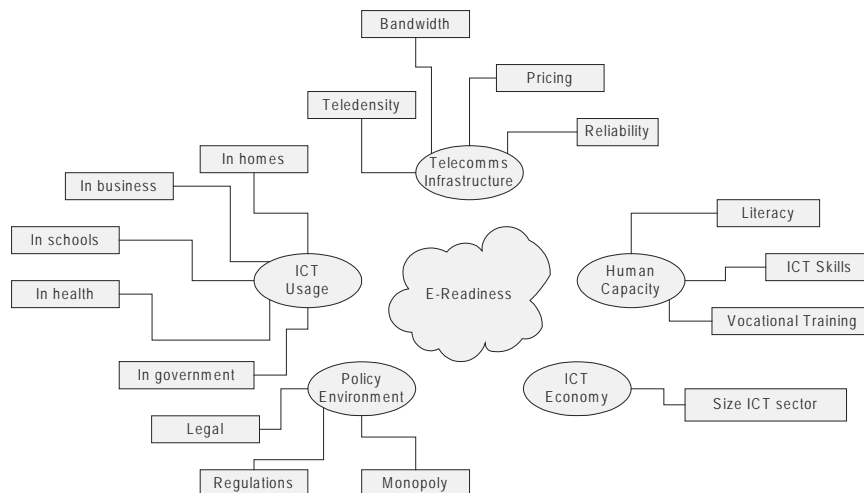 Bandwidth
Pricing
Teledensity
Reliability
Telecomms
Infrastructure
In homes
In business
In schools
In health
In government
ICT
Usage
E-Readiness
Human
Capacity
Literacy
ICT Skills
Vocational Training
Policy
Environment
Legal
Regulations
Monopoly
ICT
Economy
Size ICT sector